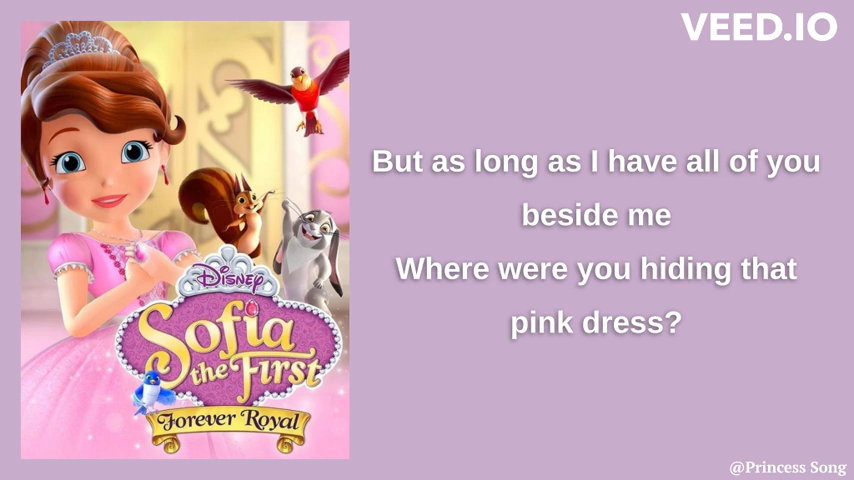 VEED.IO
But as long as I have all of you
beside me
Where were you hiding that
pink dress?
Disney
Sofia
the First
Forever Royal
@Princess Song